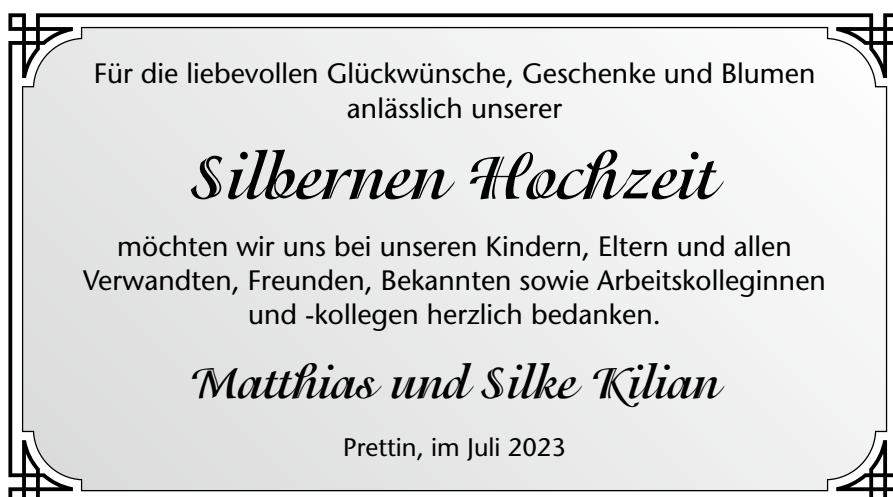 Für die liebevollen Glückwünsche, Geschenke und Blumen
anlässlich unserer
Silbernen Hochzeit
möchten wir uns bei unseren Kindern, Eltern und allen
Verwandten, Freunden, Bekannten sowie Arbeitskolleginnen
und -kollegen herzlich bedanken.
Matthias und Silke Kilian
Prettin, im Juli 2023